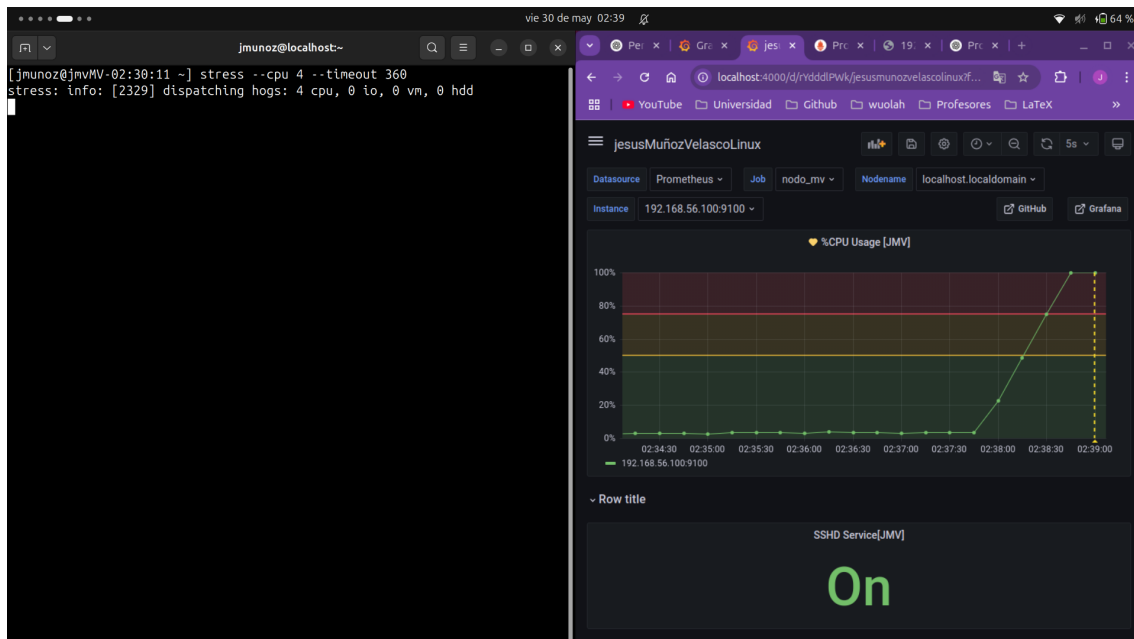 vie 30 de may 02:39
64 %
jmunoz@localhost:~
[jmunoz@jmvMV-02:30:11 ~] stress --cpu 4 --timeout 360
stress: info: [2329] dispatching hogs: 4 cpu, 0 io, 0 vm, 0 hdd
Per Gra jes Pro 19: Pro
localhost:4000/d/rYdddlPWk/jesusmunozvelascolinux?f...
J
YouTube Universidad Github wuolah Profesores LaTeX »
jesusMuñozVelascoLinux
5s
Datasource Prometheus Job nodo_mv Nodename localhost.localdomain
Instance 192.168.56.100:9100 GitHub Grafana
%CPU Usage [JMV]
100%
80%
60%
40%
20%
0%
02:34:30 02:35:00 02:35:30 02:36:00 02:36:30 02:37:00 02:37:30 02:38:00 02:38:30 02:39:00
192.168.56.100:9100
Row title
SSHD Service[JMV]
On